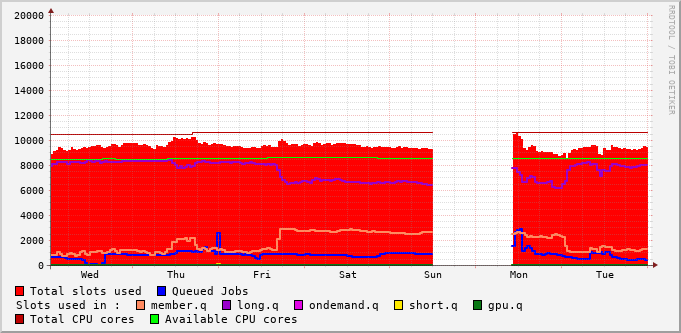 20000
18000
16000
14000
12000
10000
8000
6000
4000
2000
0
Wed Thu Fri Sat Sun Mon Tue
RRDTOOL / TOBI OETIKER
Total slots used Queued Jobs
Slots used in : member.q long.q ondemand.q short.q gpu.q
Total CPU cores Available CPU cores